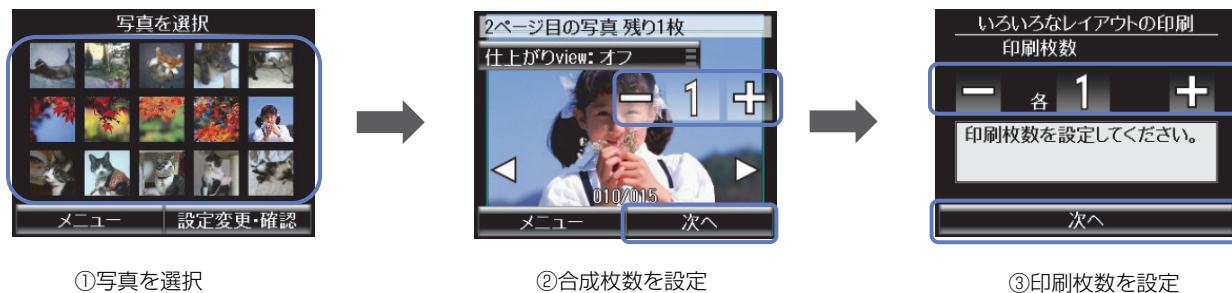 写真を選択
メニュー
設定変更・確認
①写真を選択
2ページ目の写真 残り1枚
仕上がりview: オフ
− 1 +
010/015
メニュー
次へ
②合成枚数を設定
いろいろなレイアウトの印刷
印刷枚数
− 各 1 +
印刷枚数を設定してください。
次へ
③印刷枚数を設定